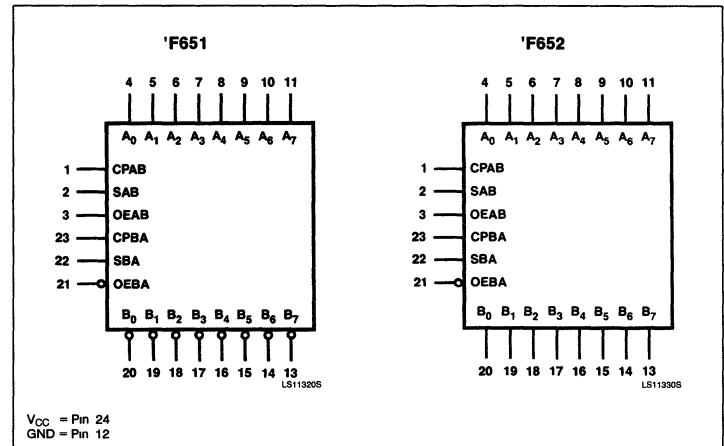 'F651 'F652
4 5 6 7 8 9 10 11 4 5 6 7 8 9 10 11
A0 A1 A2 A3 A4 A5 A6 A7 A0 A1 A2 A3 A4 A5 A6 A7
1 CPAB 1 CPAB
2 SAB 2 SAB
3 OEAB 3 OEAB
23 CPBA 23 CPBA
22 SBA 22 SBA
21 OEBA 21 OEBA
B0 B1 B2 B3 B4 B5 B6 B7 B0 B1 B2 B3 B4 B5 B6 B7
20 19 18 17 16 15 14 13 20 19 18 17 16 15 14 13
LS11320S LS11330S
VCC = Pin 24
GND = Pin 12